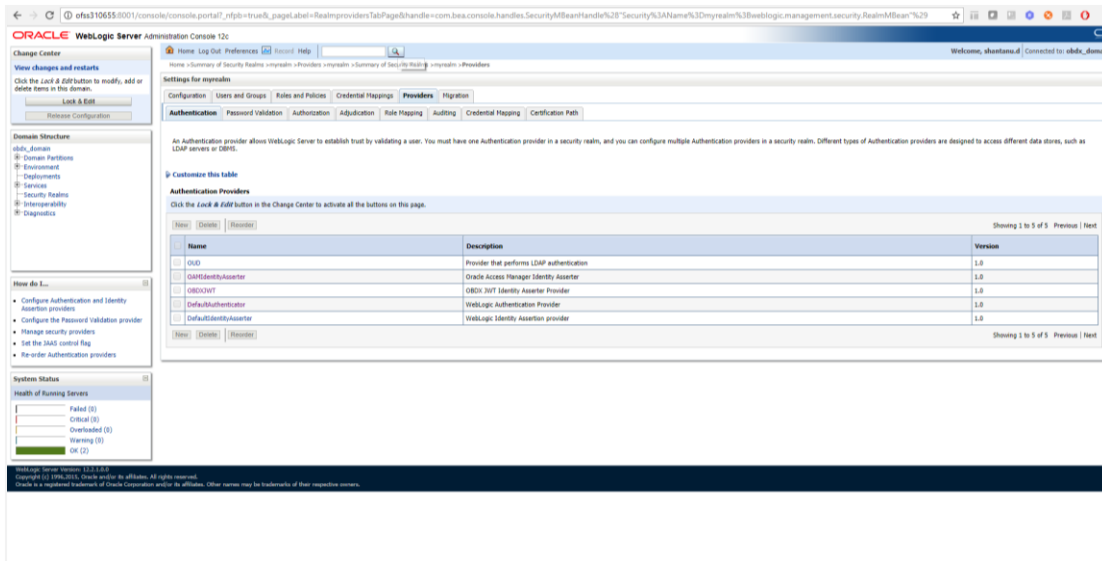 ofss310655:8001/console/console.portal?_nfpb=true&_pageLabel=RealmprovidersTabPage&handle=com.bea.console.handles.SecurityMBeanHandle%28"Security%3AName%3Dmyrealm%3Bweblogic.management.security.RealmMBean"%29
ORACLE WebLogic Server Administration Console 12c
Change Center
View changes and restarts
Click the Lock & Edit button to modify, add or
delete items in this domain.
Lock & Edit
Release Configuration
Domain Structure
obdx_domain
Domain Partitions
Environment
Deployments
Services
Security Realms
Interoperability
Diagnostics
How do I...
Configure Authentication and Identity
Assertion providers
Configure the Password Validation provider
Manage security providers
Set the JAAS control flag
Re-order Authentication providers
System Status
Health of Running Servers
Failed (0)
Critical (0)
Overloaded (0)
Warning (0)
OK (2)
Home Log Out Preferences Record Help
Welcome, shantanu.d Connected to: obdx_doma
Home >Summary of Security Realms >myrealm >Providers >myrealm >Summary of Security Realms >myrealm >Providers
Settings for myrealm
Configuration Users and Groups Roles and Policies Credential Mappings Providers Migration
Authentication Password Validation Authorization Adjudication Role Mapping Auditing Credential Mapping Certification Path
An Authentication provider allows WebLogic Server to establish trust by validating a user. You must have one Authentication provider in a security realm, and you can configure multiple Authentication providers in a security realm. Different types of Authentication providers are designed to access different data stores, such as
LDAP servers or DBMS.
Customize this table
Authentication Providers
Click the Lock & Edit button in the Change Center to activate all the buttons on this page.
New Delete Reorder Showing 1 to 5 of 5 Previous | Next
Name Description Version
OUD Provider that performs LDAP authentication 1.0
OAMIdentityAsserter Oracle Access Manager Identity Asserter 1.0
OBDXJWT OBDX JWT Identity Asserter Provider 1.0
DefaultAuthenticator WebLogic Authentication Provider 1.0
DefaultIdentityAsserter WebLogic Identity Assertion provider 1.0
New Delete Reorder Showing 1 to 5 of 5 Previous | Next
WebLogic Server Version: 12.2.1.0.0
Copyright (c) 1996,2015, Oracle and/or its affiliates. All rights reserved.
Oracle is a registered trademark of Oracle Corporation and/or its affiliates. Other names may be trademarks of their respective owners.